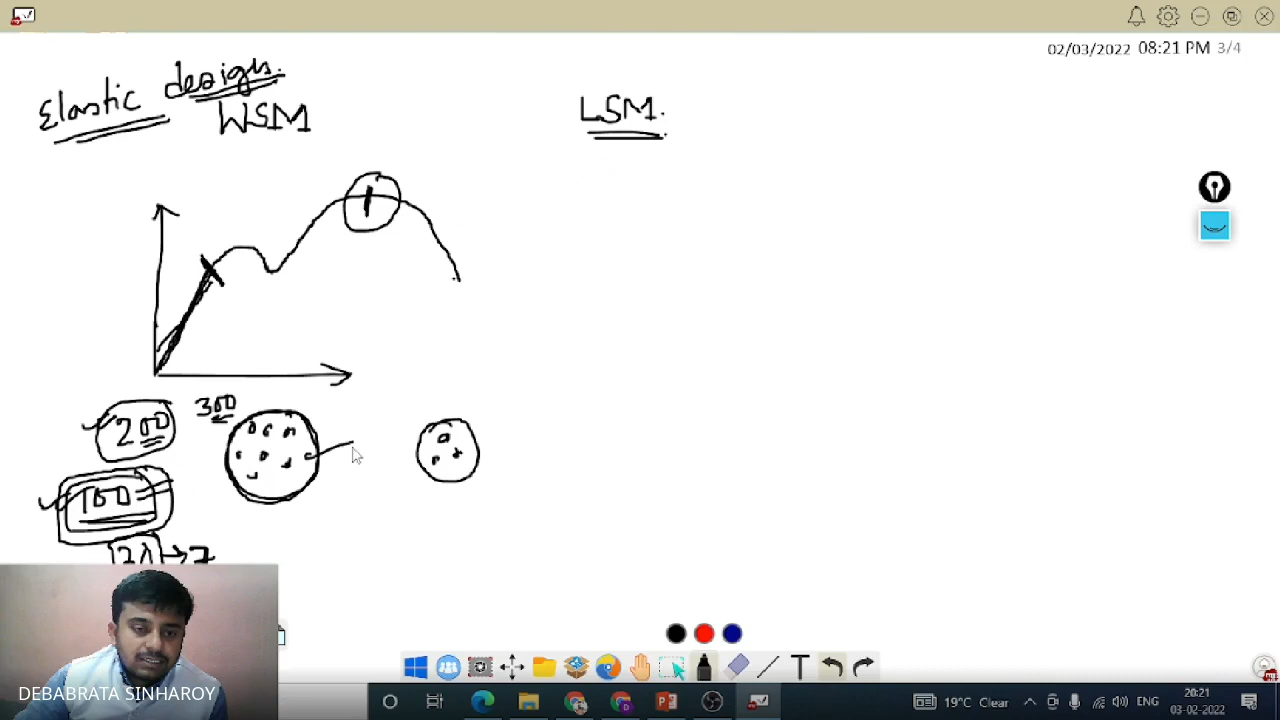 02/03/2022 08:21 PM 3/4
Elastic design.
WSM
LSM.
300
200
100
DEBABRATA SINHAROY
T
19°C Clear
ENG
20:21
03-02-2022